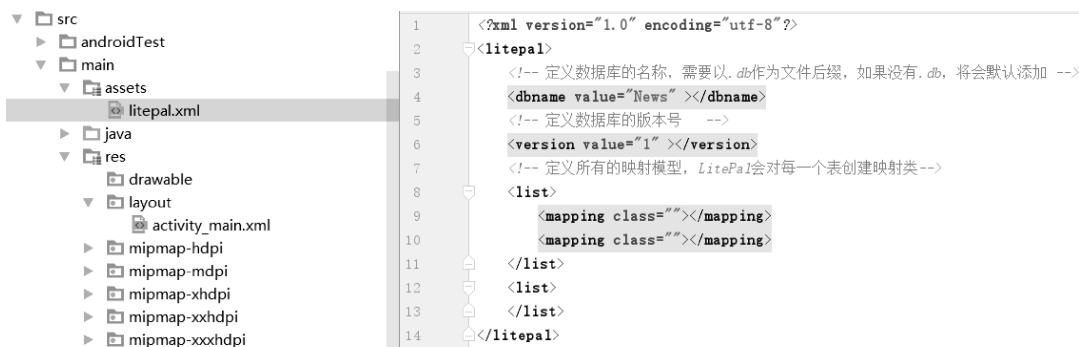 src
androidTest
main
assets
litepal.xml
java
res
drawable
layout
activity_main.xml
mipmap-hdpi
mipmap-mdpi
mipmap-xhdpi
mipmap-xxhdpi
mipmap-xxxhdpi
1 <?xml version="1.0" encoding="utf-8"?>
2 <litepal>
3 <!-- 定义数据库的名称，需要以.db作为文件后缀，如果没有.db，将会默认添加 -->
4 <dbname value="News" ></dbname>
5 <!-- 定义数据库的版本号 -->
6 <version value="1" ></version>
7 <!-- 定义所有的映射模型，LitePal会对每一个表创建映射类-->
8 <list>
9 <mapping class=""></mapping>
10 <mapping class=""></mapping>
11 </list>
12 <list>
13 </list>
14 </litepal>